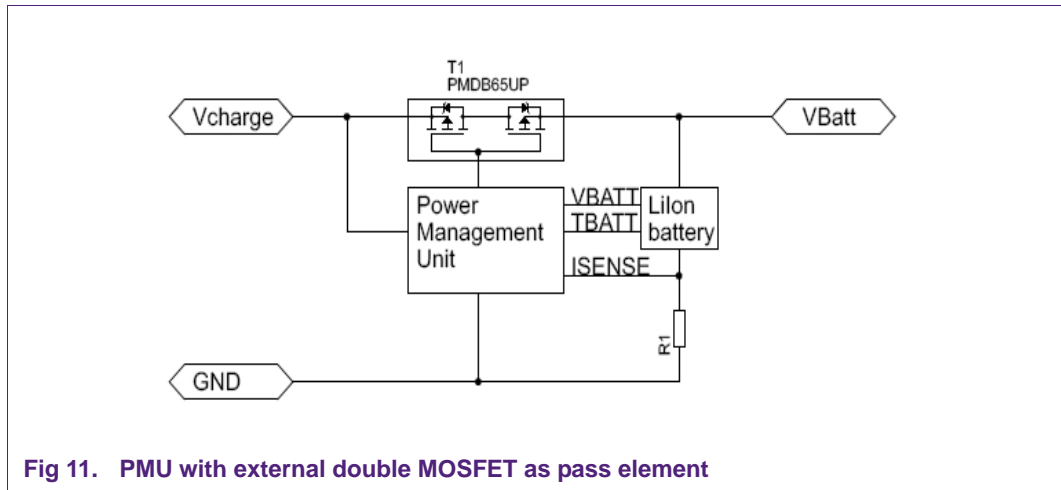 T1
PMDB65UP
Vcharge
VBatt
Power
Management
Unit
VBATT
TBATT
ISENSE
LiIon
battery
R1
GND
Fig 11. PMU with external double MOSFET as pass element